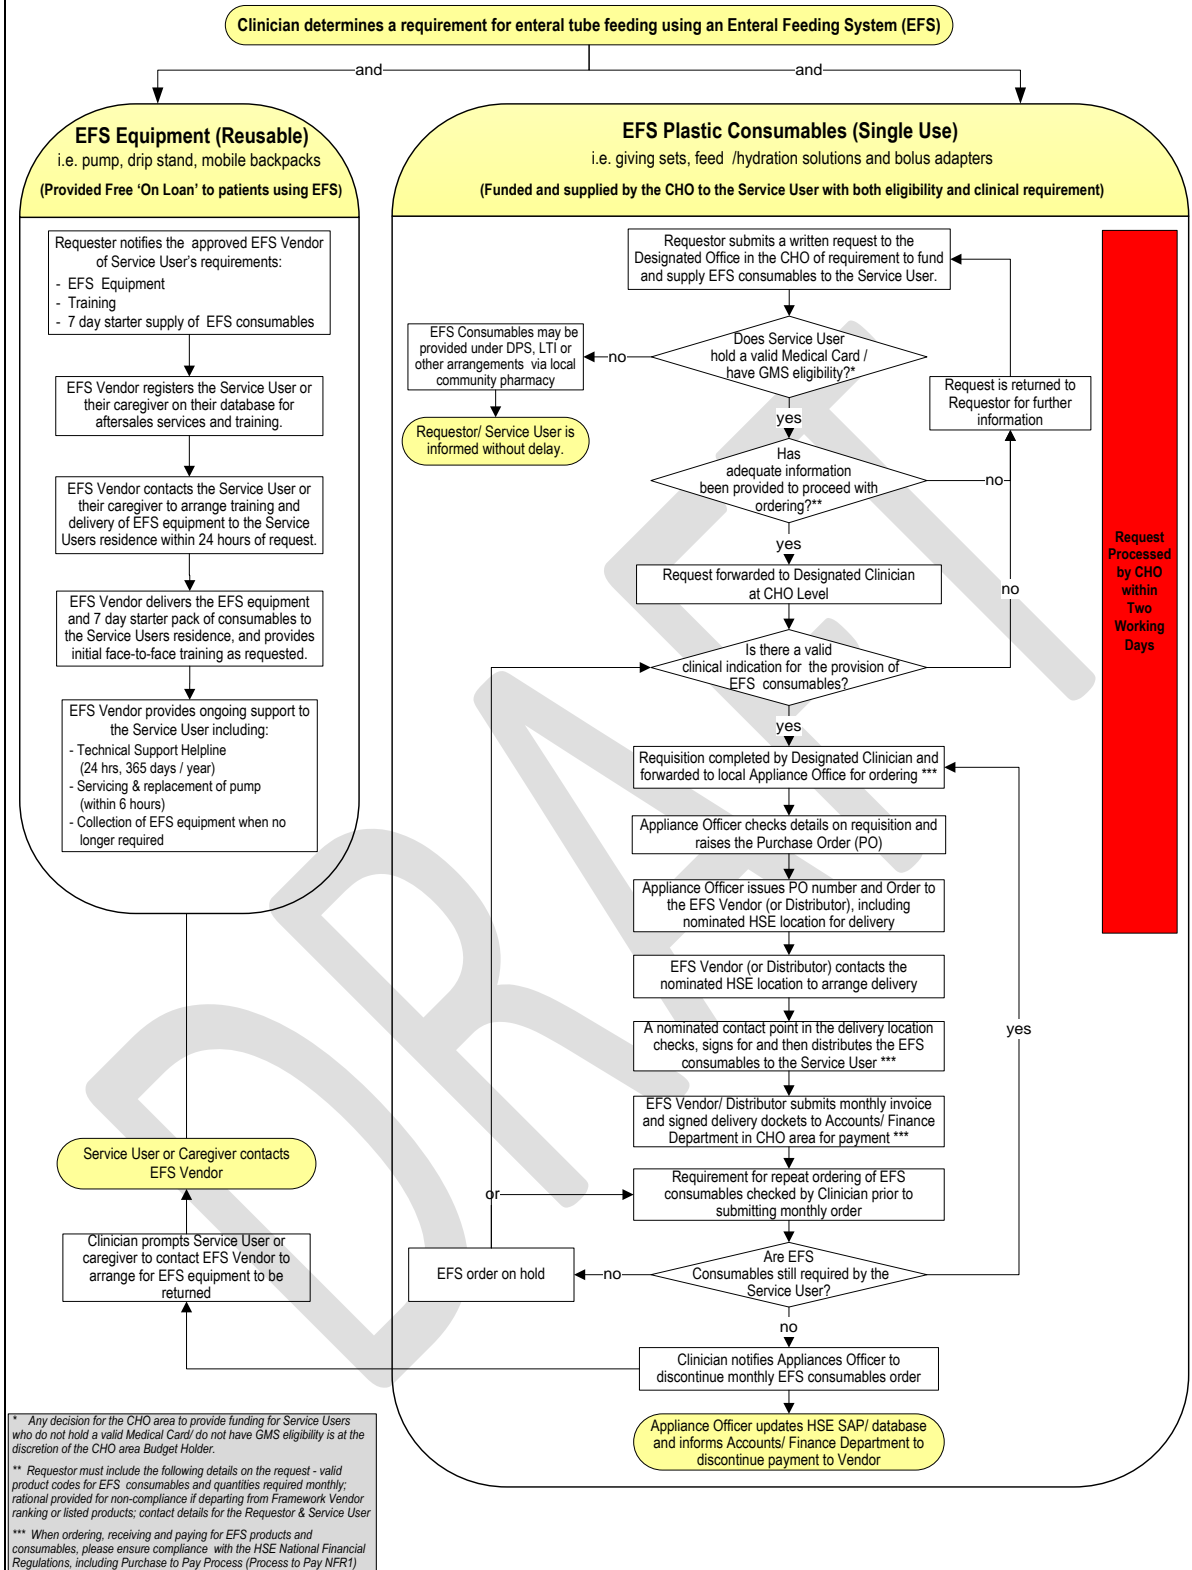 Clinician determines a requirement for enteral tube feeding using an Enteral Feeding System (EFS)
and
and
EFS Equipment (Reusable)
i.e. pump, drip stand, mobile backpacks
(Provided Free ‘On Loan’ to patients using EFS)
Requester notifies the approved EFS Vendor
of Service User’s requirements:
- EFS Equipment
- Training
- 7 day starter supply of EFS consumables
EFS Vendor registers the Service User or
their caregiver on their database for
aftersales services and training.
EFS Vendor contacts the Service User or
their caregiver to arrange training and
delivery of EFS equipment to the Service
Users residence within 24 hours of request.
EFS Vendor delivers the EFS equipment
and 7 day starter pack of consumables to
the Service Users residence, and provides
initial face-to-face training as requested.
EFS Vendor provides ongoing support to
the Service User including:
- Technical Support Helpline
(24 hrs, 365 days / year)
- Servicing & replacement of pump
(within 6 hours)
- Collection of EFS equipment when no
longer required
Service User or Caregiver contacts
EFS Vendor
Clinician prompts Service User or
caregiver to contact EFS Vendor to
arrange for EFS equipment to be
returned
EFS Plastic Consumables (Single Use)
i.e. giving sets, feed /hydration solutions and bolus adapters
(Funded and supplied by the CHO to the Service User with both eligibility and clinical requirement)
Requestor submits a written request to the
Designated Office in the CHO of requirement to fund
and supply EFS consumables to the Service User.
Does Service User
hold a valid Medical Card /
have GMS eligibility?*
no
EFS Consumables may be
provided under DPS, LTI or
other arrangements via local
community pharmacy
Requestor/ Service User is
informed without delay.
yes
Has
adequate information
been provided to proceed with
ordering?**
no
Request is returned to
Requestor for further
information
yes
Request forwarded to Designated Clinician
at CHO Level
no
Is there a valid
clinical indication for the provision of
EFS consumables?
yes
Requisition completed by Designated Clinician and
forwarded to local Appliance Office for ordering ***
Appliance Officer checks details on requisition and
raises the Purchase Order (PO)
Appliance Officer issues PO number and Order to
the EFS Vendor (or Distributor), including
nominated HSE location for delivery
EFS Vendor (or Distributor) contacts the
nominated HSE location to arrange delivery
A nominated contact point in the delivery location
checks, signs for and then distributes the EFS
consumables to the Service User ***
yes
EFS Vendor/ Distributor submits monthly invoice
and signed delivery dockets to Accounts/ Finance
Department in CHO area for payment ***
or
Requirement for repeat ordering of EFS
consumables checked by Clinician prior to
submitting monthly order
Are EFS
Consumables still required by the
Service User?
no
EFS order on hold
no
Clinician notifies Appliances Officer to
discontinue monthly EFS consumables order
Appliance Officer updates HSE SAP/ database
and informs Accounts/ Finance Department to
discontinue payment to Vendor
Request
Processed
by CHO
within
Two
Working
Days
* Any decision for the CHO area to provide funding for Service Users
who do not hold a valid Medical Card/ do not have GMS eligibility is at the
discretion of the CHO area Budget Holder.
** Requestor must include the following details on the request - valid
product codes for EFS consumables and quantities required monthly;
rational provided for non-compliance if departing from Framework Vendor
ranking or listed products; contact details for the Requestor & Service User
*** When ordering, receiving and paying for EFS products and
consumables, please ensure compliance with the HSE National Financial
Regulations, including Purchase to Pay Process (Process to Pay NFR1)
DRAFT